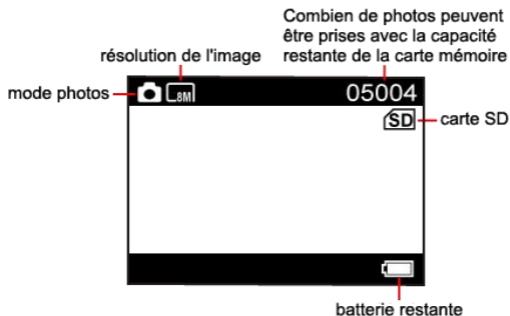 Combien de photos peuvent
être prises avec la capacité
restante de la carte mémoire
résolution de l'image
mode photos
8M
05004
SD
carte SD
batterie restante